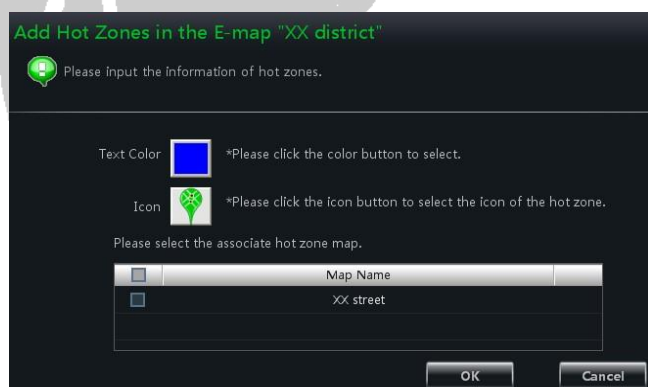 Add Hot Zones in the E-map "XX district"
Please input the information of hot zones.
Text Color *Please click the color button to select.
Icon *Please click the icon button to select the icon of the hot zone.
Please select the associate hot zone map.
Map Name
XX street
OK Cancel